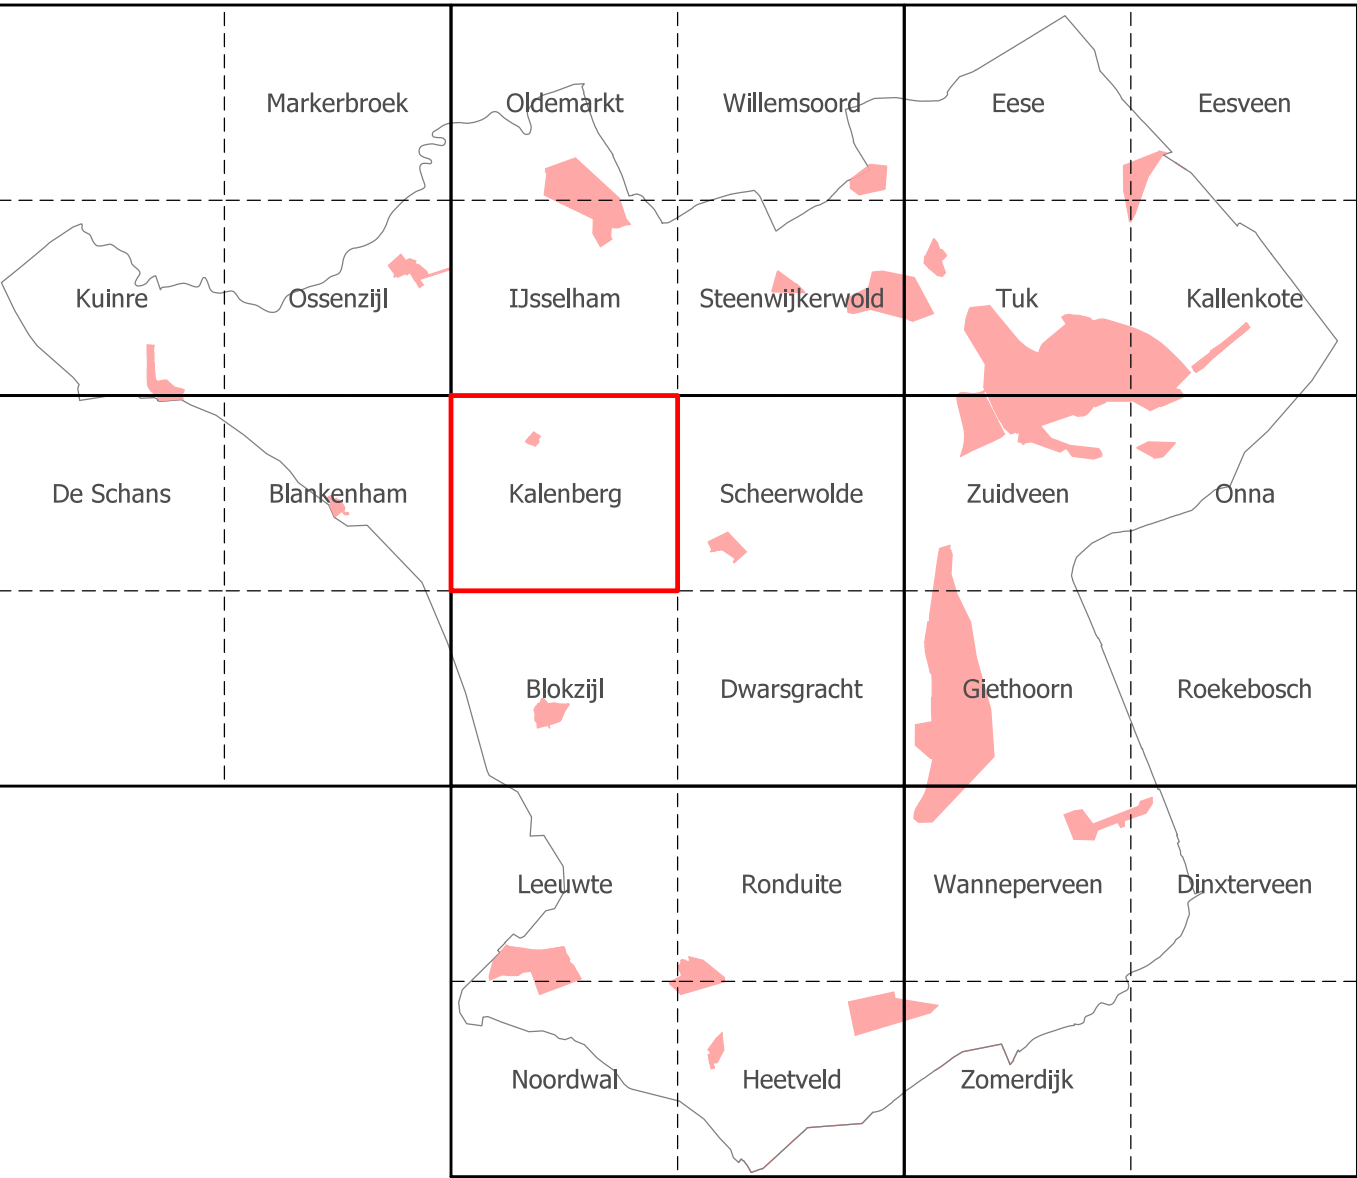 Markerbroek
Oldemarkt
Willemsoord
Eese
Eesveen
Kuinre
Ossenzijl
IJsselham
Steenwijkerwold
Tuk
Kallenkote
De Schans
Blankenham
Kalenberg
Scheerwolde
Zuidveen
Onna
Blokzijl
Dwarsgracht
Giethoorn
Roekebosch
Leeuwte
Ronduite
Wanneperveen
Dinxterveen
Noordwal
Heetveld
Zomerdijk